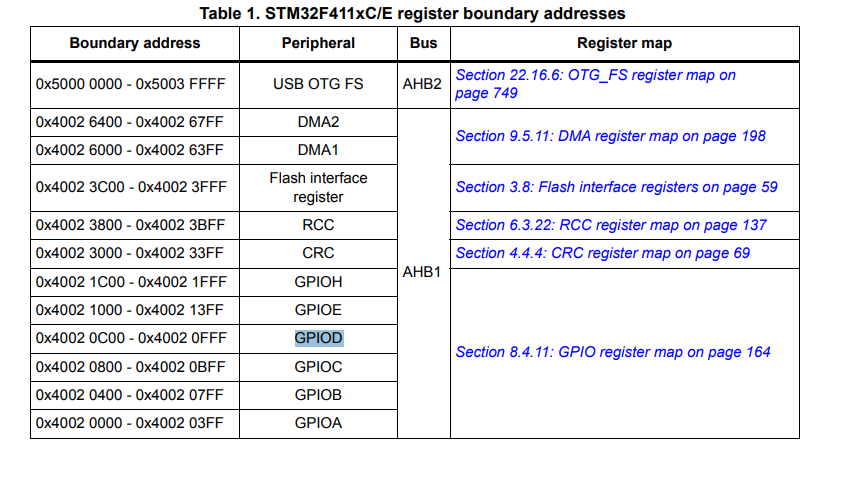 Table 1. STM32F411xC/E register boundary addresses
Boundary address Peripheral Bus Register map
0x5000 0000 - 0x5003 FFFF USB OTG FS AHB2 Section 22.16.6: OTG_FS register map on
page 749
0x4002 6400 - 0x4002 67FF DMA2
Section 9.5.11: DMA register map on page 198
0x4002 6000 - 0x4002 63FF DMA1
0x4002 3C00 - 0x4002 3FFF Flash interface
register Section 3.8: Flash interface registers on page 59
0x4002 3800 - 0x4002 3BFF RCC Section 6.3.22: RCC register map on page 137
0x4002 3000 - 0x4002 33FF CRC Section 4.4.4: CRC register map on page 69
AHB1
0x4002 1C00 - 0x4002 1FFF GPIOH
0x4002 1000 - 0x4002 13FF GPIOE
0x4002 0C00 - 0x4002 0FFF GPIOD
Section 8.4.11: GPIO register map on page 164
0x4002 0800 - 0x4002 0BFF GPIOC
0x4002 0400 - 0x4002 07FF GPIOB
0x4002 0000 - 0x4002 03FF GPIOA